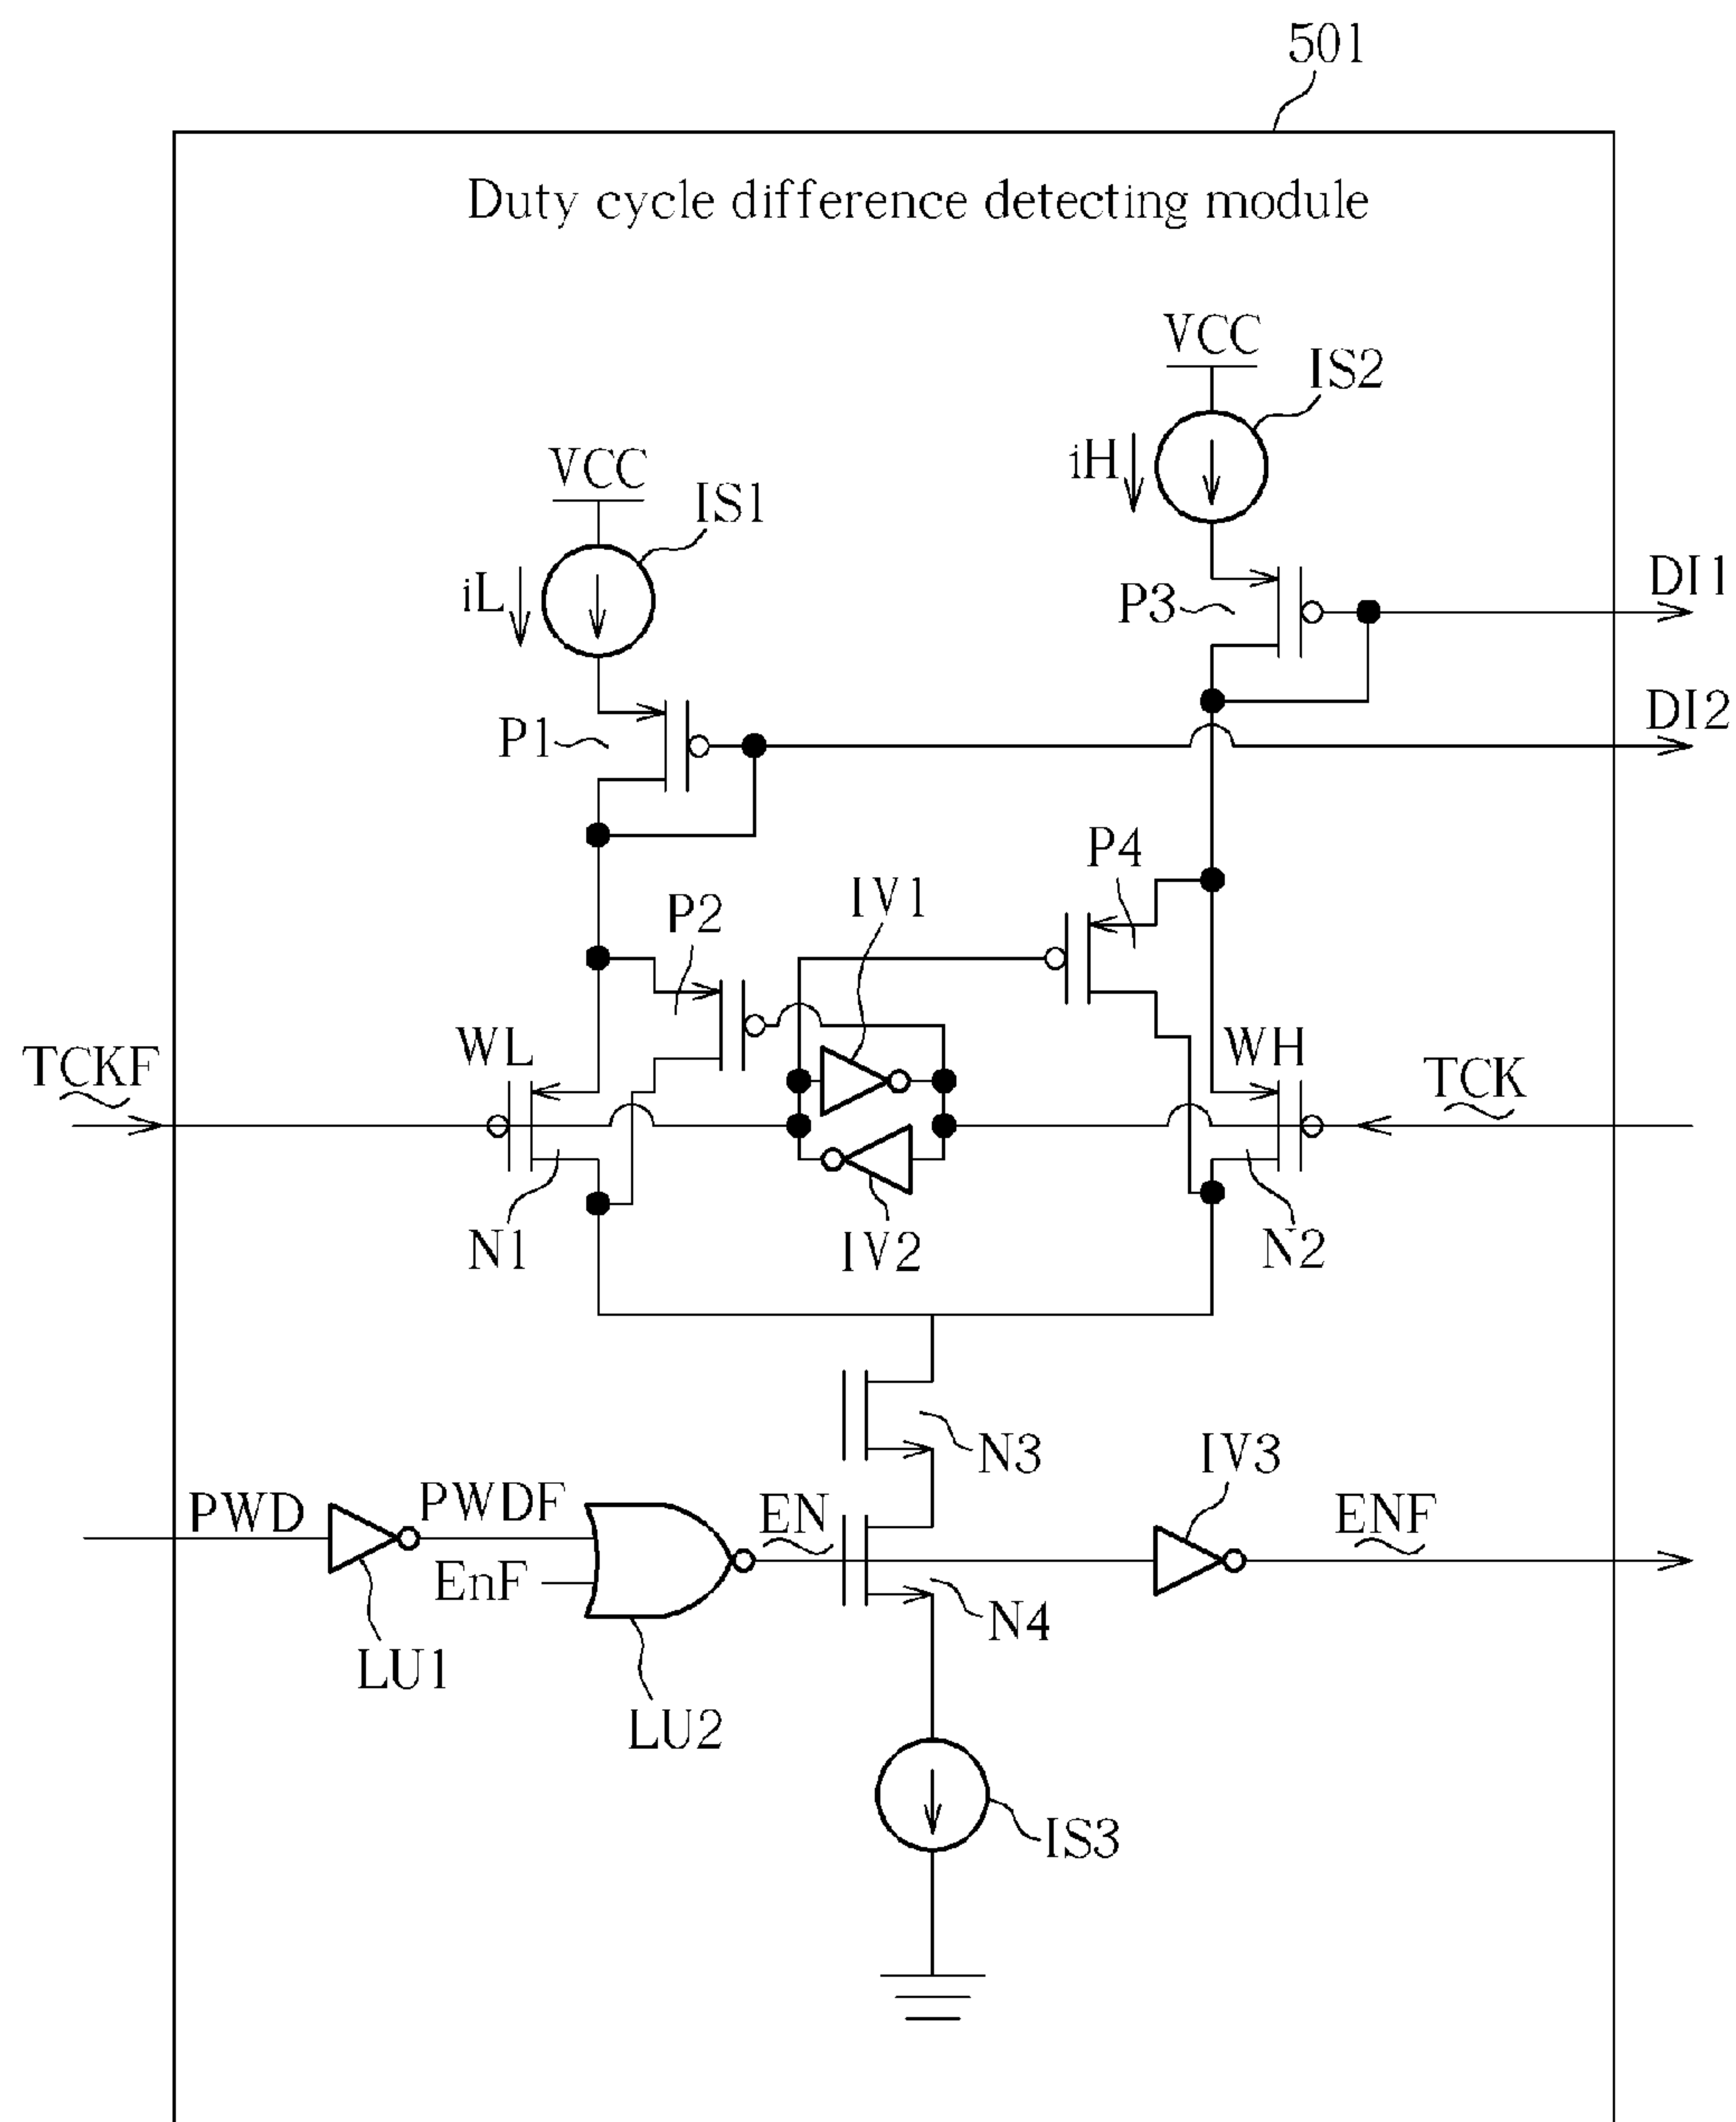 501
Duty cycle difference detecting module
VCC
IS2
iH
VCC
IS1
iL
P3
DI1
P1
DI2
P4
IV1
P2
WL
WH
TCKF
TCK
N1
IV2
N2
N3
IV3
PWD
PWDF
EN
ENF
EnF
N4
LU1
LU2
IS3